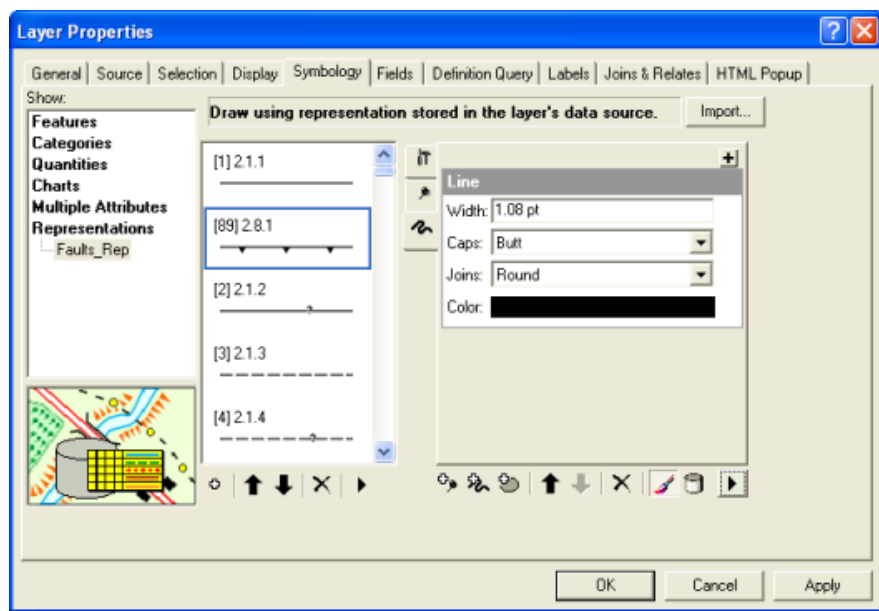 Layer Properties
General Source Selection Display Symbology Fields Definition Query Labels Joins & Relates HTML Popup
Show:
Features
Categories
Quantities
Charts
Multiple Attributes
Representations
Faults_Rep
Draw using representation stored in the layer's data source.
Import...
[1] 2.1.1
[89] 2.8.1
[2] 2.1.2
?
[3] 2.1.3
[4] 2.1.4
?
Line
Width: 1.08 pt
Caps: Butt
Joins: Round
Color:
OK Cancel Apply